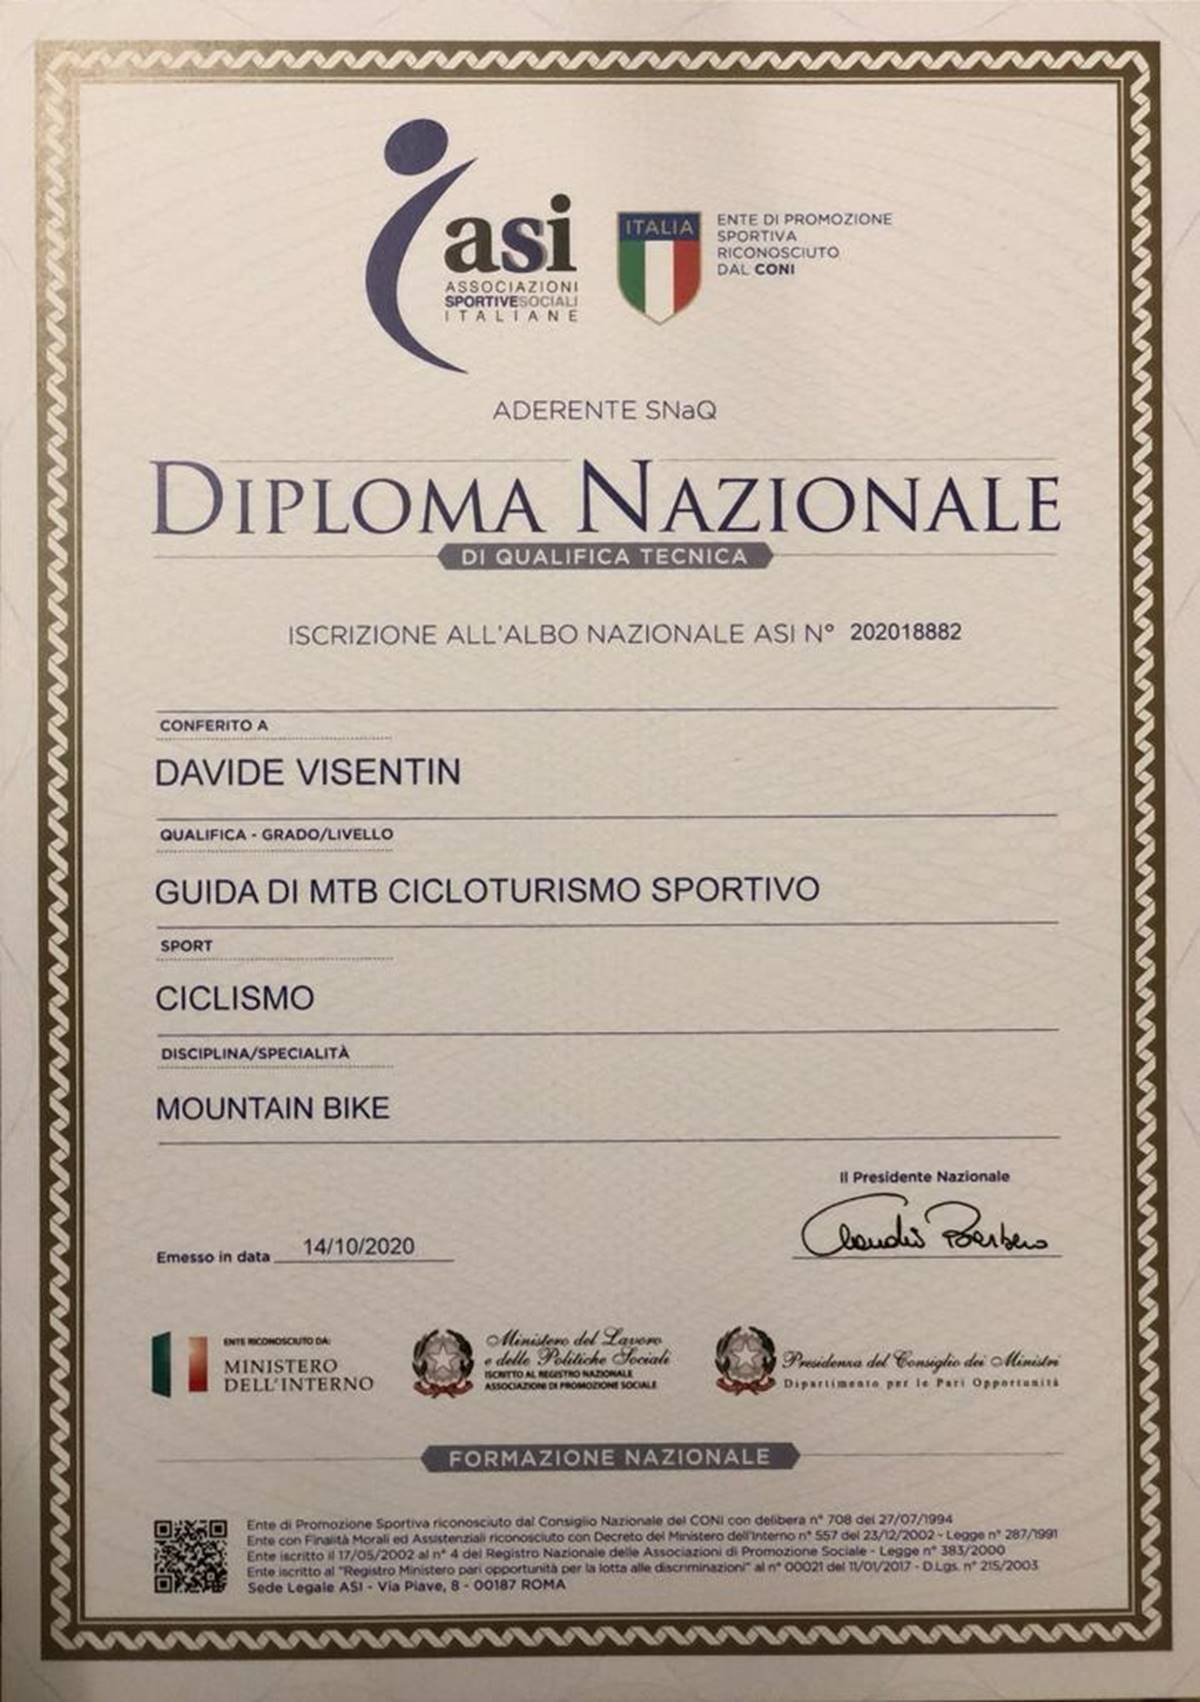 asi
ASSOCIAZIONI
SPORTIVESOCIALI
ITALIANE
ITALIA
ENTE DI PROMOZIONE
SPORTIVA
RICONOSCIUTO
DAL CONI
ADERENTE SNaQ
DIPLOMA NAZIONALE
DI QUALIFICA TECNICA
ISCRIZIONE ALL'ALBO NAZIONALE ASI N° 202018882
CONFERITO A
DAVIDE VISENTIN
QUALIFICA - GRADO/LIVELLO
GUIDA DI MTB CICLOTURISMO SPORTIVO
SPORT
CICLISMO
DISCIPLINA/SPECIALITÀ
MOUNTAIN BIKE
Il Presidente Nazionale
Claudio Barbaro
Emesso in data 14/10/2020
ENTE RICONOSCIUTO DA:
MINISTERO
DELL'INTERNO
Ministero del Lavoro
e delle Politiche Sociali
ISCRITTO AL REGISTRO NAZIONALE
ASSOCIAZIONI DI PROMOZIONE SOCIALE
Presidenza del Consiglio dei Ministri
Dipartimento per le Pari Opportunità
FORMAZIONE NAZIONALE
Ente di Promozione Sportiva riconosciuto dal Consiglio Nazionale del CONI con delibera n° 708 del 27/07/1994
Ente con Finalità Morali ed Assistenziali riconosciuto con Decreto del Ministero dell'Interno n° 557 del 23/12/2002 - Legge n° 287/1991
Ente iscritto il 17/05/2002 al n° 4 del Registro Nazionale delle Associazioni di Promozione Sociale - Legge n° 383/2000
Ente iscritto al "Registro Ministero pari opportunità per la lotta alle discriminazioni" al n° 00021 del 11/01/2017 - D.Lgs. n° 215/2003
Sede Legale ASI - Via Piave, 8 - 00187 ROMA